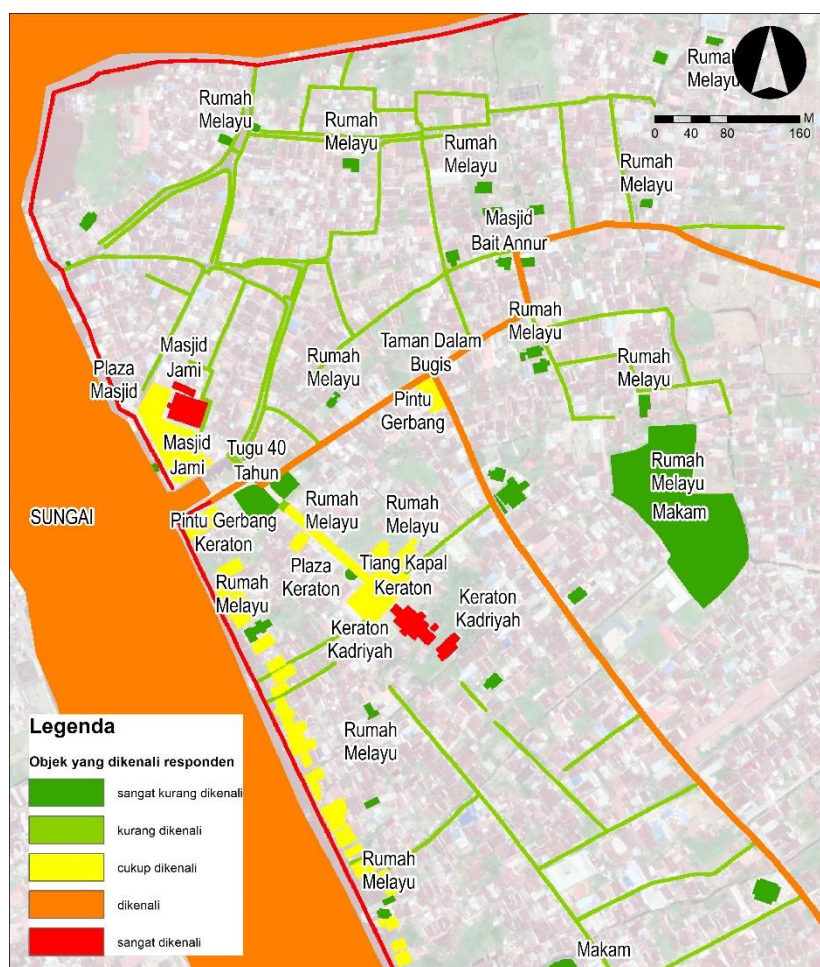 Rumah
Melayu
M
0 40 80 160
Rumah
Melayu
Rumah
Melayu
Rumah
Melayu
Rumah
Melayu
Masjid
Bait Annur
Rumah
Melayu
Taman Dalam
Bugis
Masjid
Jami
Plaza
Masjid
Rumah
Melayu
Rumah
Melayu
Pintu
Gerbang
Masjid
Jami
Tugu 40
Tahun
Rumah
Melayu
Makam
SUNGAI
Pintu Gerbang
Keraton
Rumah
Melayu
Rumah
Melayu
Plaza
Keraton
Tiang Kapal
Keraton
Rumah
Melayu
Keraton
Kadriyah
Keraton
Kadriyah
Rumah
Melayu
Rumah
Melayu
Makam
Legenda
Objek yang dikenali responden
sangat kurang dikenali
kurang dikenali
cukup dikenali
dikenali
sangat dikenali